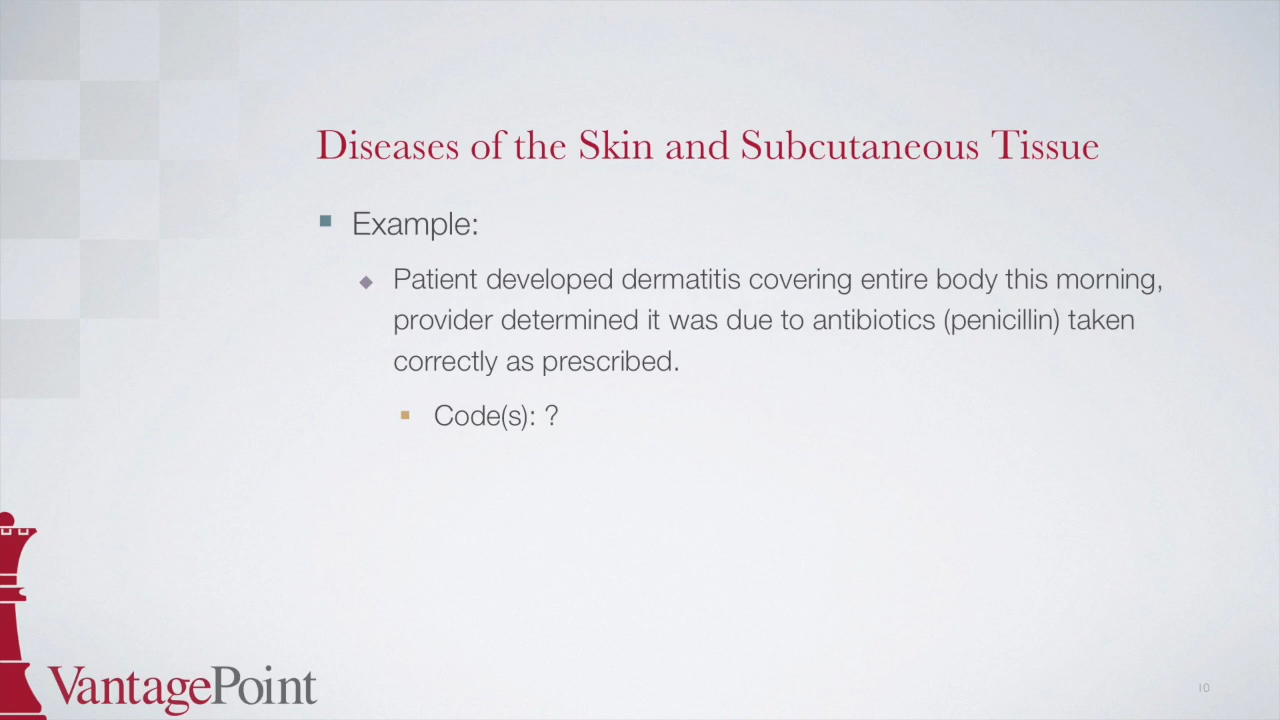 Diseases of the Skin and Subcutaneous Tissue
Example:
Patient developed dermatitis covering entire body this morning,
provider determined it was due to antibiotics (penicillin) taken
correctly as prescribed.
Code(s): ?
VantagePoint
10